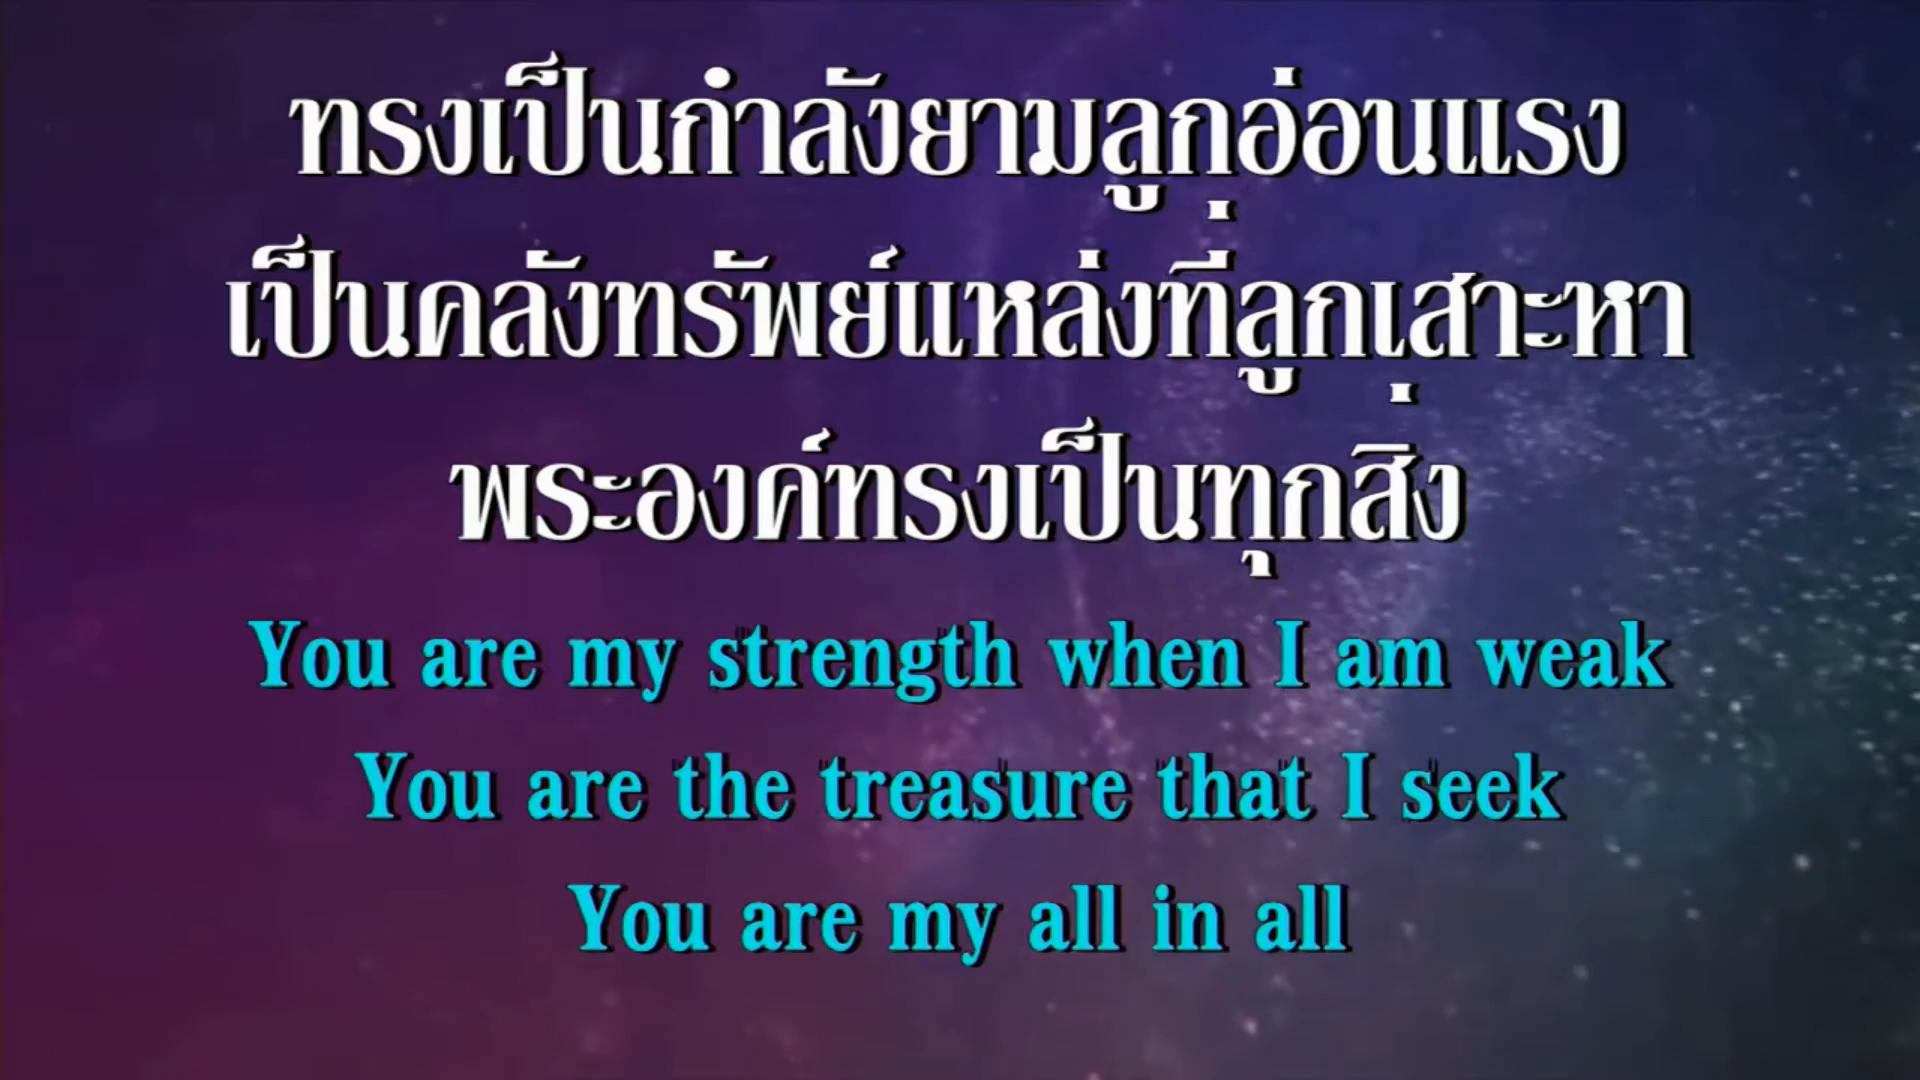 ทรงเป็นกำลังยามลูกอ่อนแรง
เป็นคลังทรัพย์แหล่งที่ลูกเสาะหา
พระองค์ทรงเป็นทุกสิ่ง
You are my strength when I am weak
You are the treasure that I seek
You are my all in all